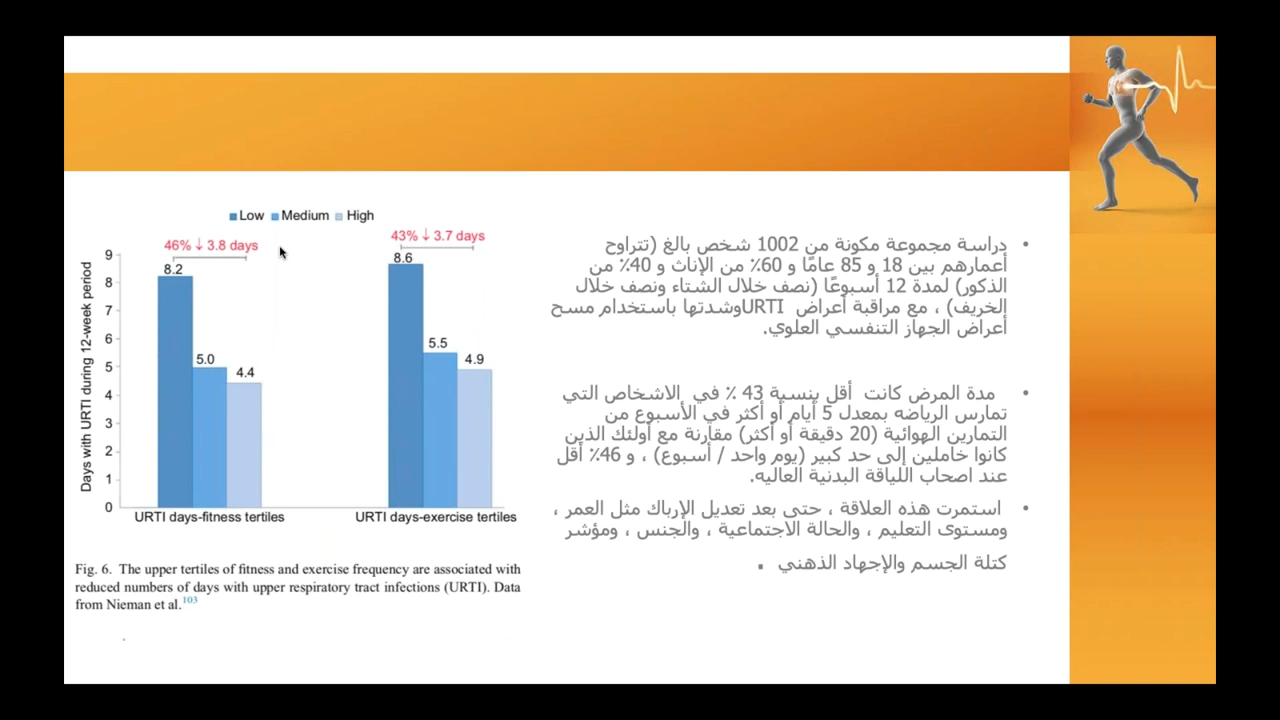 Low Medium High
46% ↓ 3.8 days
43% ↓ 3.7 days
Days with URTI during 12-week period
9
8
7
6
5
4
3
2
1
0
8.2
5.0
4.4
8.6
5.5
4.9
URTI days-fitness tertiles
URTI days-exercise tertiles
Fig. 6. The upper tertiles of fitness and exercise frequency are associated with
reduced numbers of days with upper respiratory tract infections (URTI). Data
from Nieman et al.103
• دراسة مجموعة مكونة من 1002 شخص بالغ (تتراوح
أعمارهم بين 18 و 85 عامًا و 60٪ من الإناث و 40٪ من
الذكور) لمدة 12 أسبوعًا (نصف خلال الشتاء ونصف خلال
الخريف) ، مع مراقبة أعراض URTIوشدتها باستخدام مسح
أعراض الجهاز التنفسي العلوي.
• مدة المرض كانت أقل بنسبة 43 ٪ في الاشخاص التي
تمارس الرياضه بمعدل 5 أيام أو أكثر في الأسبوع من
التمارين الهوائية (20 دقيقة أو أكثر) مقارنة مع أولئك الذين
كانوا خاملين إلى حد كبير (يوم واحد / أسبوع) ، و 46٪ أقل
عند اصحاب اللياقة البدنية العاليه.
• استمرت هذه العلاقة ، حتى بعد تعديل الإرباك مثل العمر ،
ومستوى التعليم ، والحالة الاجتماعية ، والجنس ، ومؤشر
كتلة الجسم والإجهاد الذهني .